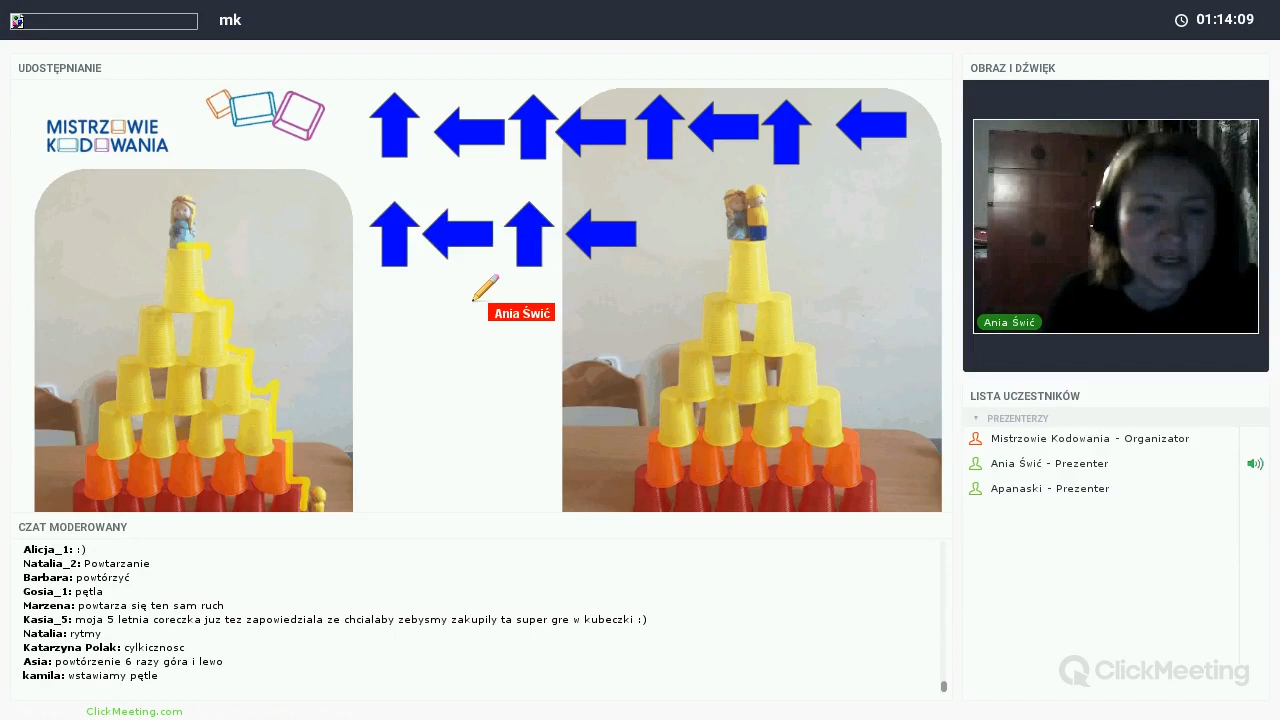 mk
01:14:09
UDOSTĘPNIANIE
MISTRZOWIE
KODOWANIA
Ania Świć
OBRAZ I DŹWIĘK
Ania Świć
LISTA UCZESTNIKÓW
PREZENTERZY
Mistrzowie Kodowania - Organizator
Ania Świć - Prezenter
Apanaski - Prezenter
CZAT MODEROWANY
Alicja_1: :)
Natalia_2: Powtarzanie
Barbara: powtórzyć
Gosia_1: pętla
Marzena: powtarza się ten sam ruch
Kasia_5: moja 5 letnia coreczka juz tez zapowiedziala ze chcialaby zebysmy zakupily ta super gre w kubeczki :)
Natalia: rytmy
Katarzyna Polak: cylkicznosc
Asia: powtórzenie 6 razy góra i lewo
kamila: wstawiamy pętle
ClickMeeting
ClickMeeting.com